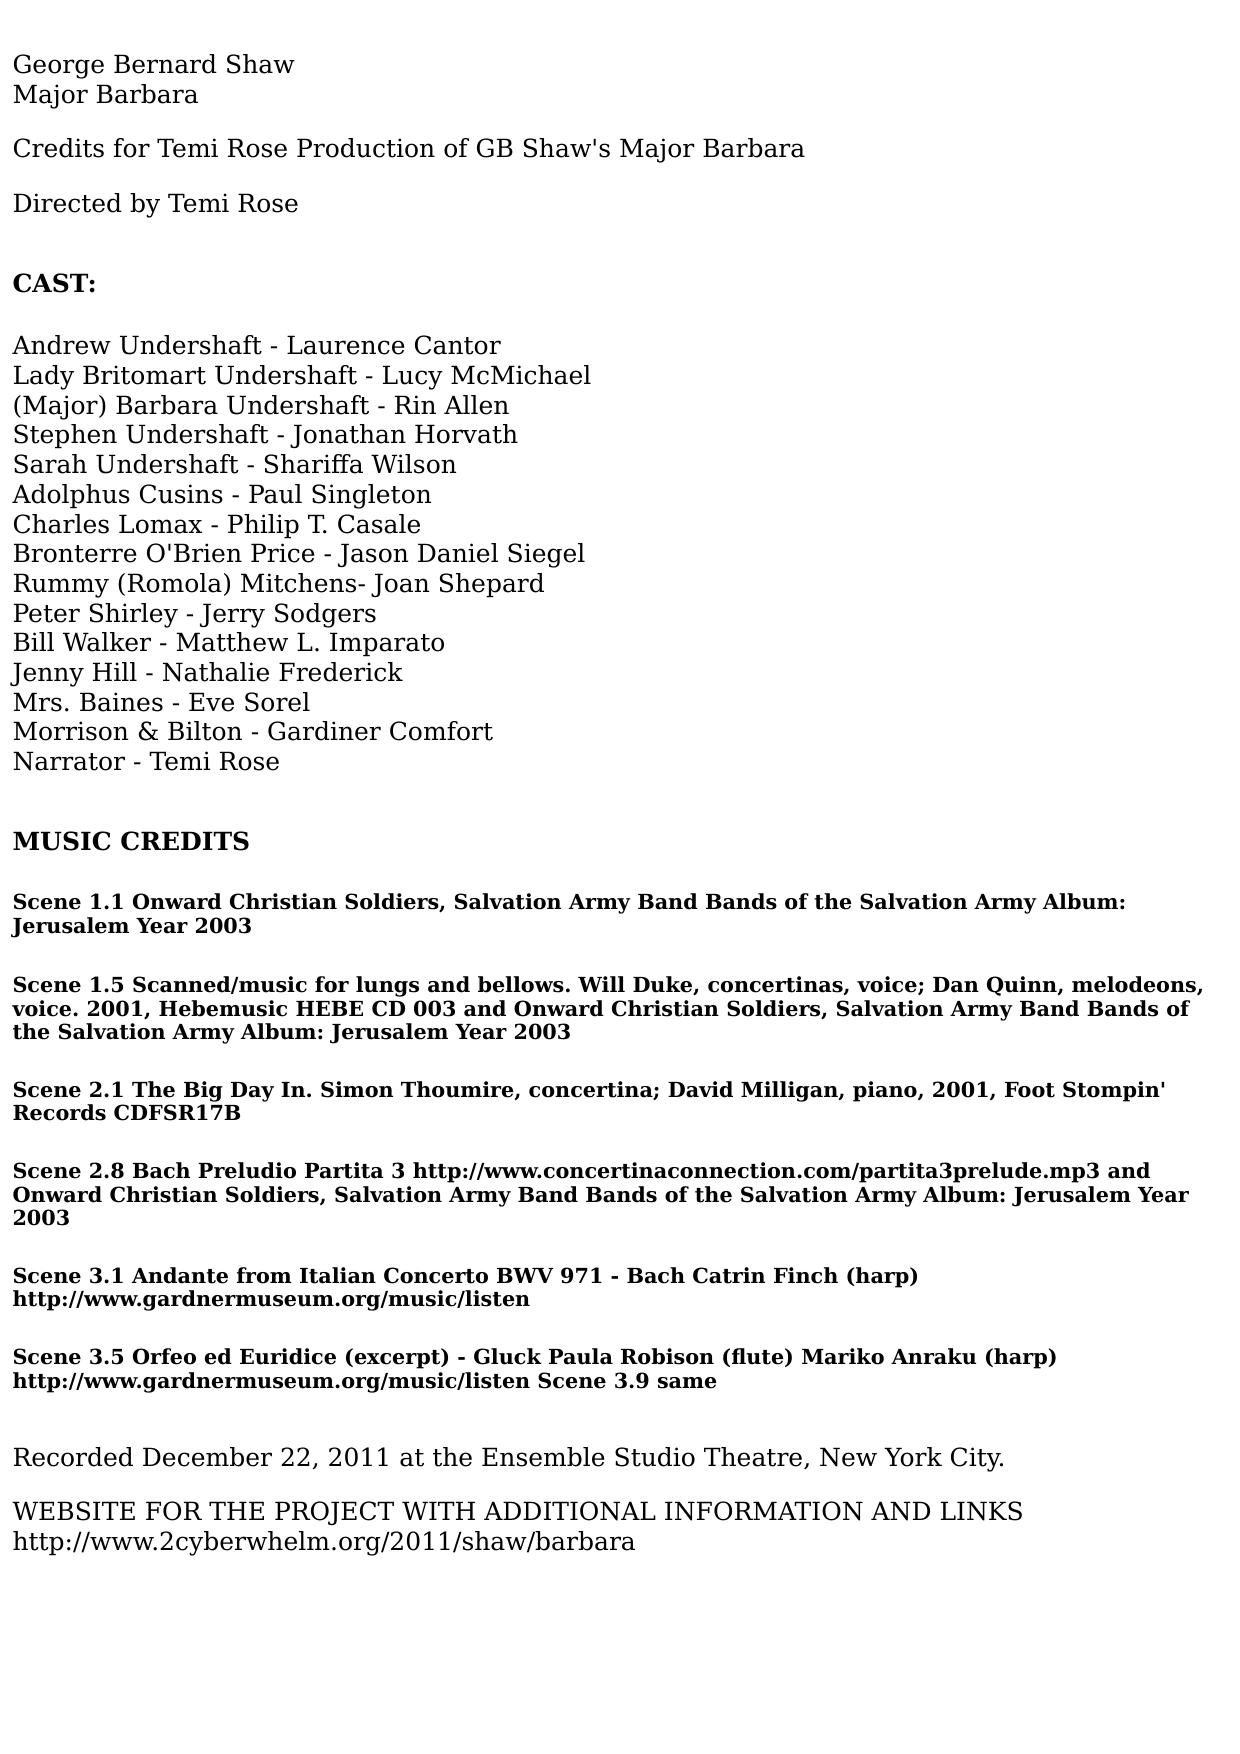 George Bernard Shaw
Major Barbara
Credits for Temi Rose Production of GB Shaw's Major Barbara
Directed by Temi Rose
CAST:
Andrew Undershaft - Laurence Cantor
Lady Britomart Undershaft - Lucy McMichael
(Major) Barbara Undershaft - Rin Allen
Stephen Undershaft - Jonathan Horvath
Sarah Undershaft - Shariffa Wilson
Adolphus Cusins - Paul Singleton
Charles Lomax - Philip T. Casale
Bronterre O'Brien Price - Jason Daniel Siegel
Rummy (Romola) Mitchens- Joan Shepard
Peter Shirley - Jerry Sodgers
Bill Walker - Matthew L. Imparato
Jenny Hill - Nathalie Frederick
Mrs. Baines - Eve Sorel
Morrison & Bilton - Gardiner Comfort
Narrator - Temi Rose
MUSIC CREDITS
Scene 1.1 Onward Christian Soldiers, Salvation Army Band Bands of the Salvation Army Album:
Jerusalem Year 2003
Scene 1.5 Scanned/music for lungs and bellows. Will Duke, concertinas, voice; Dan Quinn, melodeons,
voice. 2001, Hebemusic HEBE CD 003 and Onward Christian Soldiers, Salvation Army Band Bands of
the Salvation Army Album: Jerusalem Year 2003
Scene 2.1 The Big Day In. Simon Thoumire, concertina; David Milligan, piano, 2001, Foot Stompin'
Records CDFSR17B
Scene 2.8 Bach Preludio Partita 3 http://www.concertinaconnection.com/partita3prelude.mp3 and
Onward Christian Soldiers, Salvation Army Band Bands of the Salvation Army Album: Jerusalem Year
2003
Scene 3.1 Andante from Italian Concerto BWV 971 - Bach Catrin Finch (harp)
http://www.gardnermuseum.org/music/listen
Scene 3.5 Orfeo ed Euridice (excerpt) - Gluck Paula Robison (flute) Mariko Anraku (harp)
http://www.gardnermuseum.org/music/listen Scene 3.9 same
Recorded December 22, 2011 at the Ensemble Studio Theatre, New York City.
WEBSITE FOR THE PROJECT WITH ADDITIONAL INFORMATION AND LINKS
http://www.2cyberwhelm.org/2011/shaw/barbara